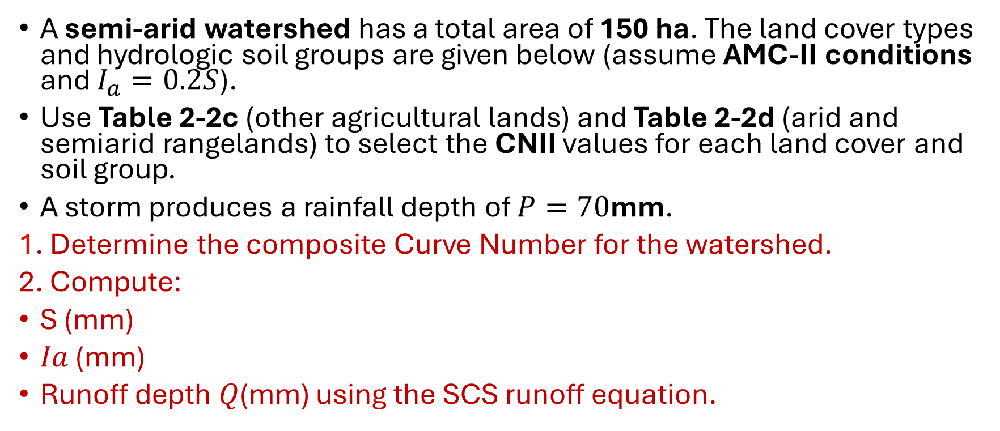 • A semi-arid watershed has a total area of 150 ha. The land cover types
and hydrologic soil groups are given below (assume AMC-II conditions
and Iₐ = 0.2S).
• Use Table 2-2c (other agricultural lands) and Table 2-2d (arid and
semiarid rangelands) to select the CNII values for each land cover and
soil group.
• A storm produces a rainfall depth of P = 70mm.
1. Determine the composite Curve Number for the watershed.
2. Compute:
• S (mm)
• Ia (mm)
• Runoff depth Q(mm) using the SCS runoff equation.